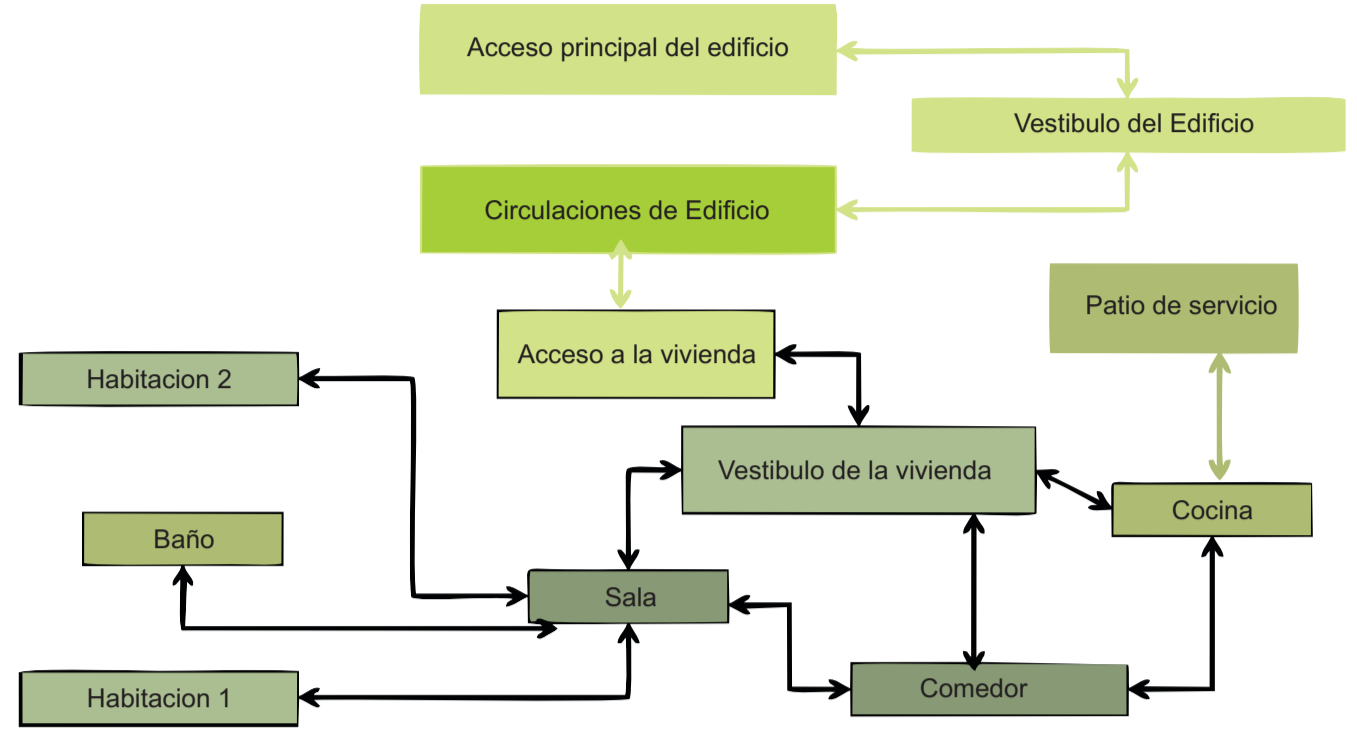 Acceso principal del edificio
Vestibulo del Edificio
Circulaciones de Edificio
Patio de servicio
Acceso a la vivienda
Habitacion 2
Vestibulo de la vivienda
Cocina
Baño
Sala
Comedor
Habitacion 1